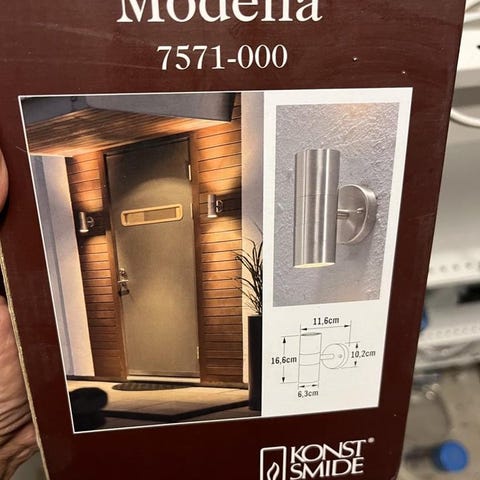 Modena
7571-000
11,6cm
16,6cm
10,2cm
6,3cm
KONST
SMIDE®